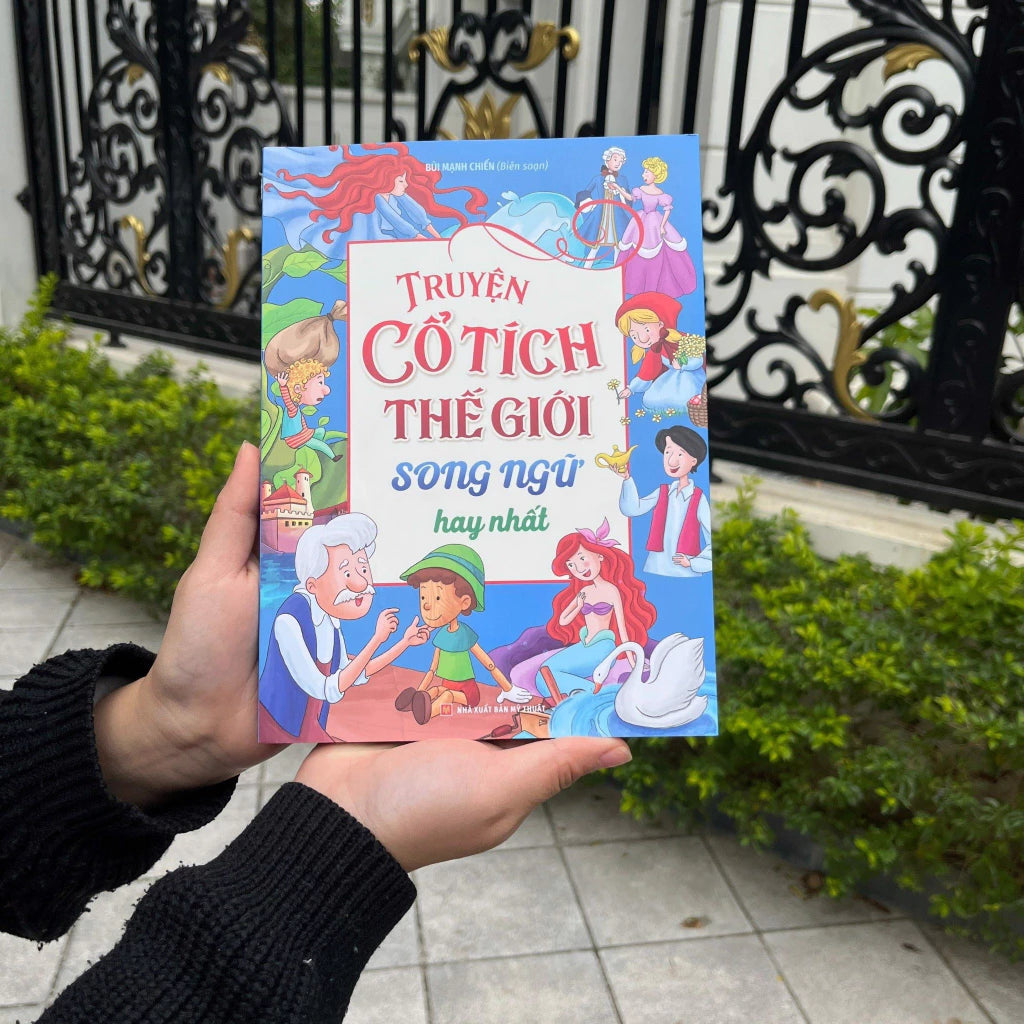 BÙI MẠNH CHIẾN (Biên soạn)
TRUYỆN
CỔ TÍCH
THẾ GIỚI
SONG NGỮ
hay nhất
NHÀ XUẤT BẢN MỸ THUẬT